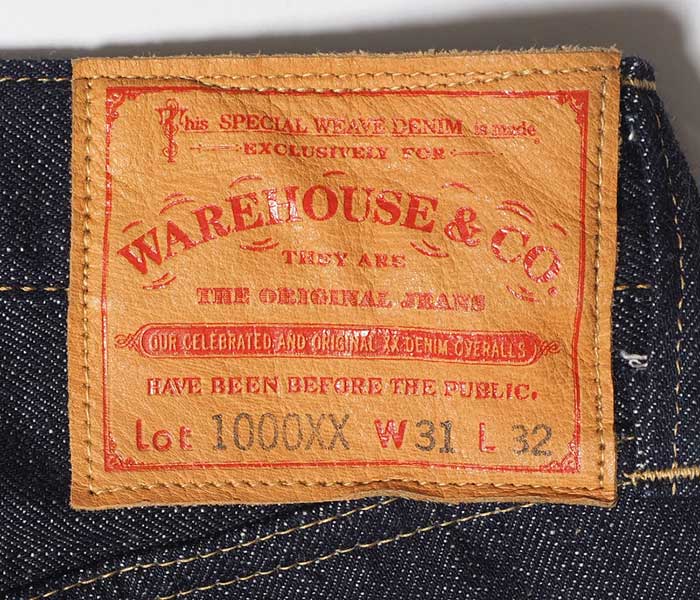 This SPECIAL WEAVE DENIM is made
EXCLUSIVELY FOR
WAREHOUSE & CO.
THEY ARE
THE ORIGINAL JEANS
OUR CELEBRATED AND ORIGINAL XX DENIM OVERALLS
HAVE BEEN BEFORE THE PUBLIC.
Lot 1000XX W 31 L 32